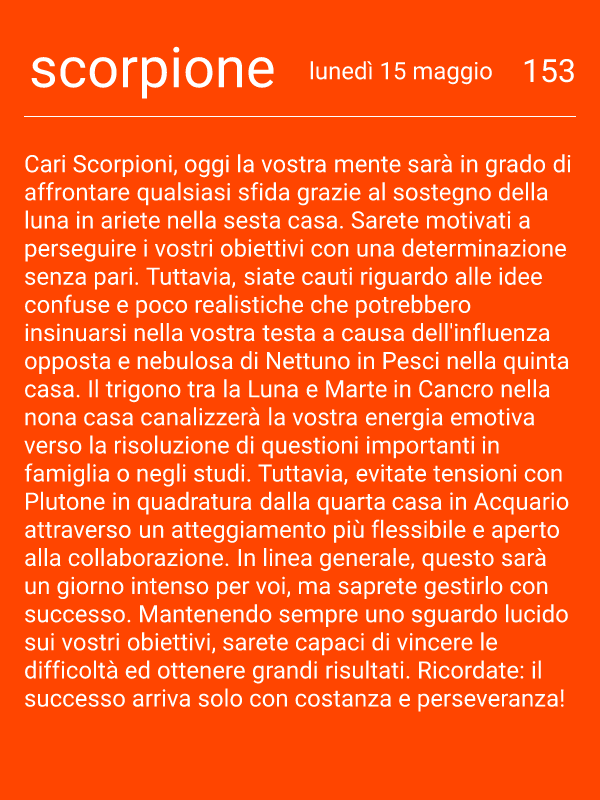 scorpione lunedì 15 maggio 153
Cari Scorpioni, oggi la vostra mente sarà in grado di
affrontare qualsiasi sfida grazie al sostegno della
luna in ariete nella sesta casa. Sarete motivati a
perseguire i vostri obiettivi con una determinazione
senza pari. Tuttavia, siate cauti riguardo alle idee
confuse e poco realistiche che potrebbero
insinuarsi nella vostra testa a causa dell'influenza
opposta e nebulosa di Nettuno in Pesci nella quinta
casa. Il trigono tra la Luna e Marte in Cancro nella
nona casa canalizzerà la vostra energia emotiva
verso la risoluzione di questioni importanti in
famiglia o negli studi. Tuttavia, evitate tensioni con
Plutone in quadratura dalla quarta casa in Acquario
attraverso un atteggiamento più flessibile e aperto
alla collaborazione. In linea generale, questo sarà
un giorno intenso per voi, ma saprete gestirlo con
successo. Mantenendo sempre uno sguardo lucido
sui vostri obiettivi, sarete capaci di vincere le
difficoltà ed ottenere grandi risultati. Ricordate: il
successo arriva solo con costanza e perseveranza!